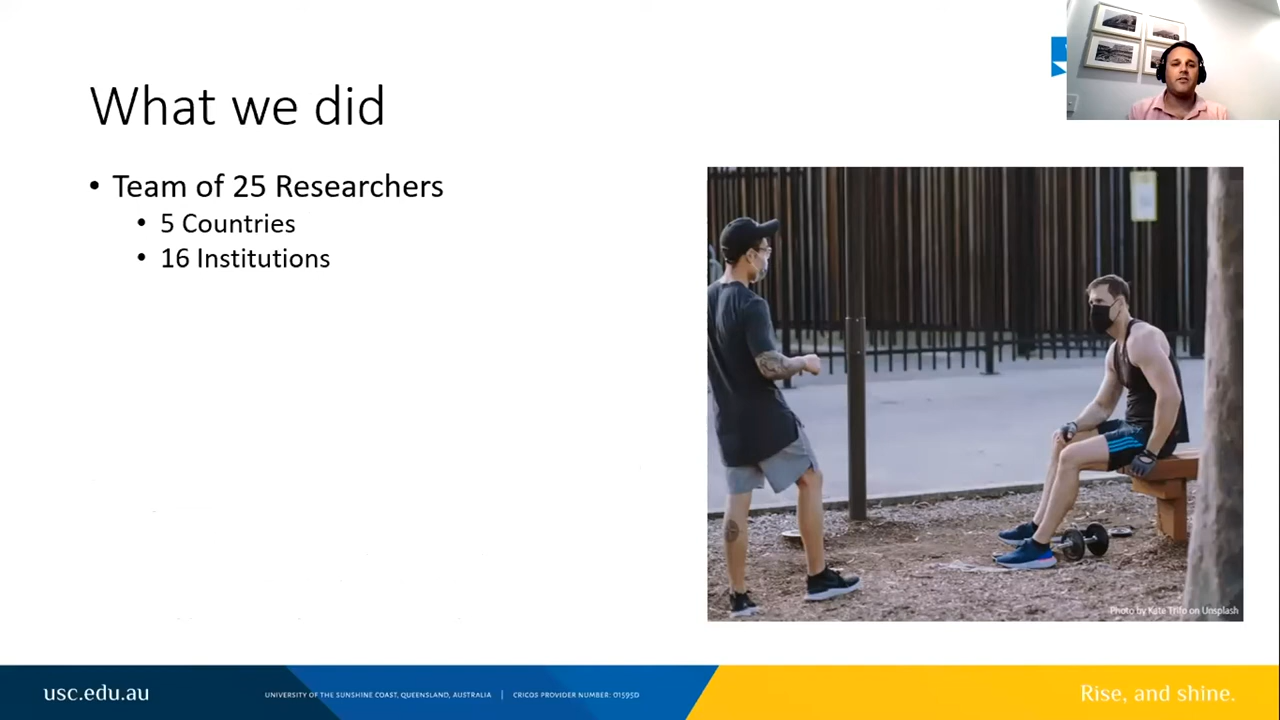 What we did
• Team of 25 Researchers
• 5 Countries
• 16 Institutions
Photo by Kate Trifo on Unsplash
usc.edu.au
UNIVERSITY OF THE SUNSHINE COAST, QUEENSLAND, AUSTRALIA | CRICOS PROVIDER NUMBER: 01595D
Rise, and shine.